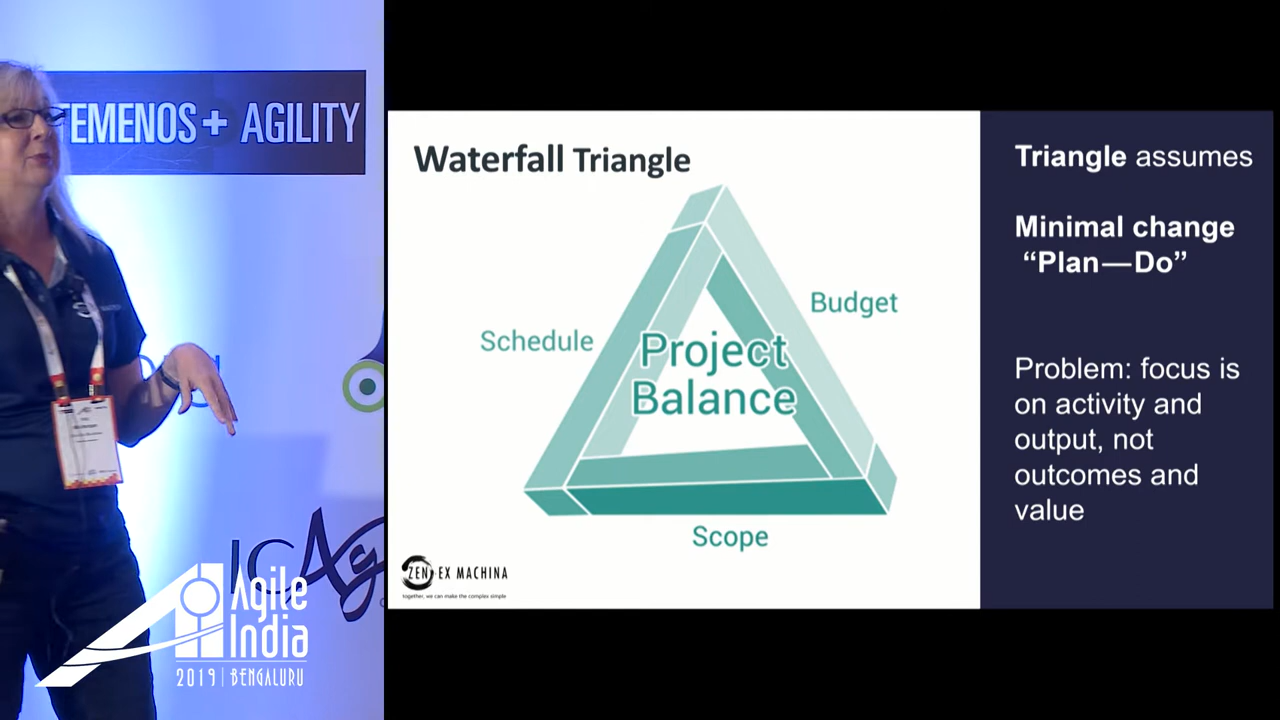 TEMENOS+ AGILITY
ICAg
Agile
India
2019 | BENGALURU
Waterfall Triangle
Schedule
Budget
Project
Balance
Scope
ZEN EX MACHINA
together, we can make the complex simple
Triangle assumes
Minimal change
“Plan—Do”
Problem: focus is
on activity and
output, not
outcomes and
value